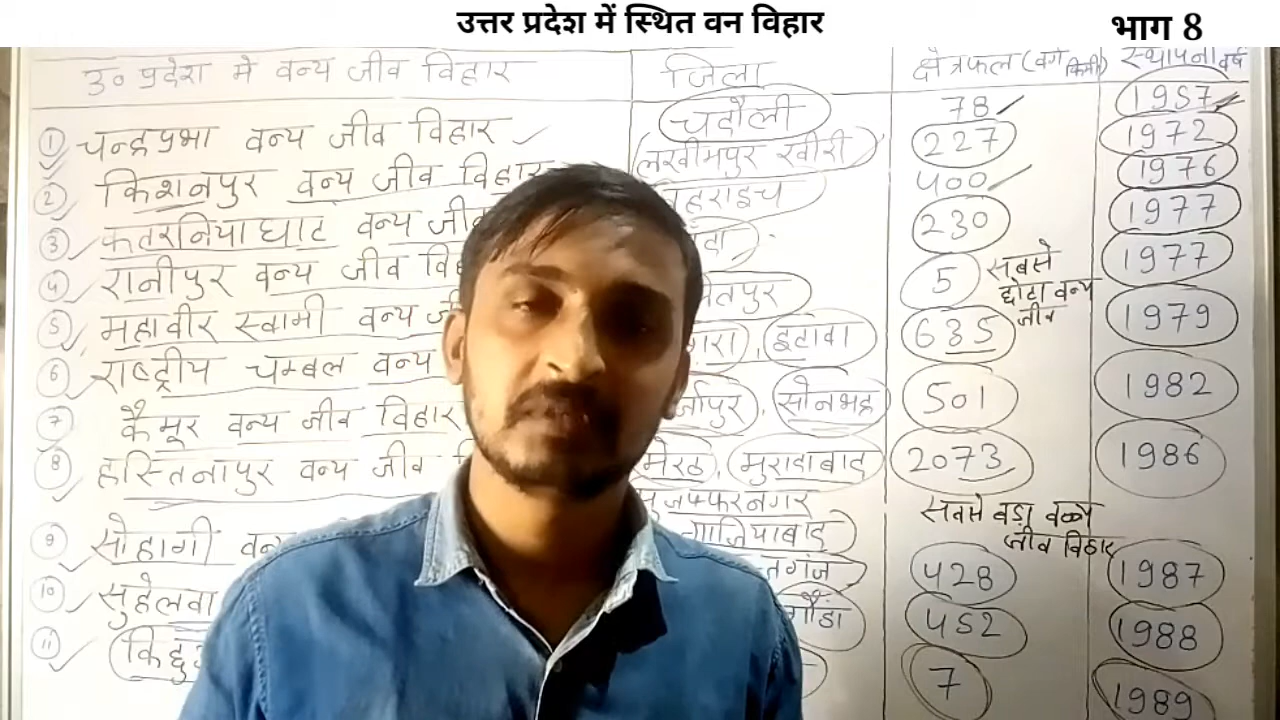 उत्तर प्रदेश में स्थित वन विहार भाग 8
उ० प्रदेश में वन्य जीव विहार जिला क्षेत्रफल (वर्ग किमी) स्थापना वर्ष
① चन्द्रप्रभा वन्य जीव विहार चंदौली 78 1957
② किशनपुर वन्य जीव विहार लखीमपुर खीरी 227 1972
③ कतरनियाघाट वन्य जीव बहराइच 400 1976
④ रानीपुर वन्य जीव 230 1977
⑤ महावीर स्वामी वन्य 5 सबसे छोटा वन्य जीव 1977
⑥ राष्ट्रीय चम्बल वन्य इटावा 635 1979
⑦ कैमूर वन्य जीव विहार सोनभद्र 501 1982
⑧ हस्तिनापुर वन्य जीव मेरठ, मुरादाबाद 2073 1986
मुजफ्फरनगर सबसे बड़ा वन्य
⑨ सोहागी गाजियाबाद जीव विहार
428 1987
⑩ सुहेलवा गोंडा 452 1988
⑪ 7 1989